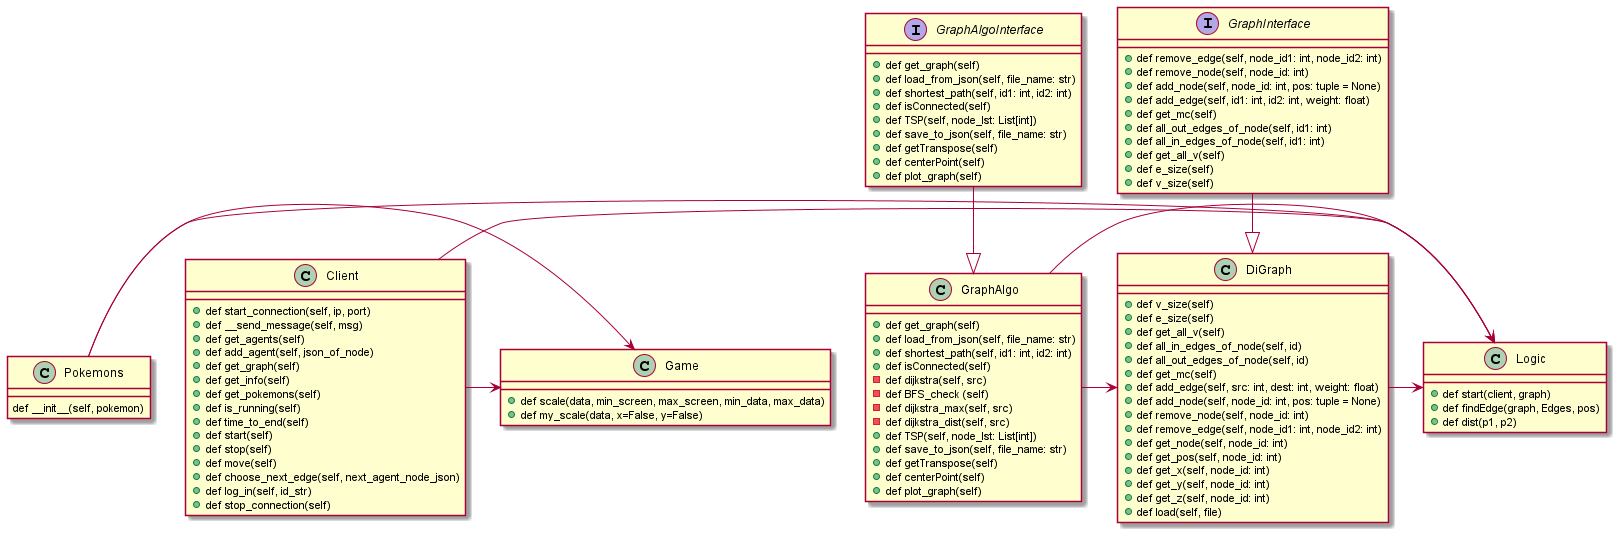 I
GraphAlgoInterface
def get_graph(self)
def load_from_json(self, file_name: str)
def shortest_path(self, id1: int, id2: int)
def isConnected(self)
def TSP(self, node_lst: List[int])
def save_to_json(self, file_name: str)
def getTranspose(self)
def centerPoint(self)
def plot_graph(self)
I
GraphInterface
def remove_edge(self, node_id1: int, node_id2: int)
def remove_node(self, node_id: int)
def add_node(self, node_id: int, pos: tuple = None)
def add_edge(self, id1: int, id2: int, weight: float)
def get_mc(self)
def all_out_edges_of_node(self, id1: int)
def all_in_edges_of_node(self, id1: int)
def get_all_v(self)
def e_size(self)
def v_size(self)
C
Pokemons
def __init__(self, pokemon)
C
Client
def start_connection(self, ip, port)
def __send_message(self, msg)
def get_agents(self)
def add_agent(self, json_of_node)
def get_graph(self)
def get_info(self)
def get_pokemons(self)
def is_running(self)
def time_to_end(self)
def start(self)
def stop(self)
def move(self)
def choose_next_edge(self, next_agent_node_json)
def log_in(self, id_str)
def stop_connection(self)
C
Game
def scale(data, min_screen, max_screen, min_data, max_data)
def my_scale(data, x=False, y=False)
C
GraphAlgo
def get_graph(self)
def load_from_json(self, file_name: str)
def shortest_path(self, id1: int, id2: int)
def isConnected(self)
def dijkstra(self, src)
def BFS_check (self)
def dijkstra_max(self, src)
def dijkstra_dist(self, src)
def TSP(self, node_lst: List[int])
def save_to_json(self, file_name: str)
def getTranspose(self)
def centerPoint(self)
def plot_graph(self)
C
DiGraph
def v_size(self)
def e_size(self)
def get_all_v(self)
def all_in_edges_of_node(self, id)
def all_out_edges_of_node(self, id)
def get_mc(self)
def add_edge(self, src: int, dest: int, weight: float)
def add_node(self, node_id: int, pos: tuple = None)
def remove_node(self, node_id: int)
def remove_edge(self, node_id1: int, node_id2: int)
def get_node(self, node_id: int)
def get_pos(self, node_id: int)
def get_x(self, node_id: int)
def get_y(self, node_id: int)
def get_z(self, node_id: int)
def load(self, file)
C
Logic
def start(client, graph)
def findEdge(graph, Edges, pos)
def dist(p1, p2)